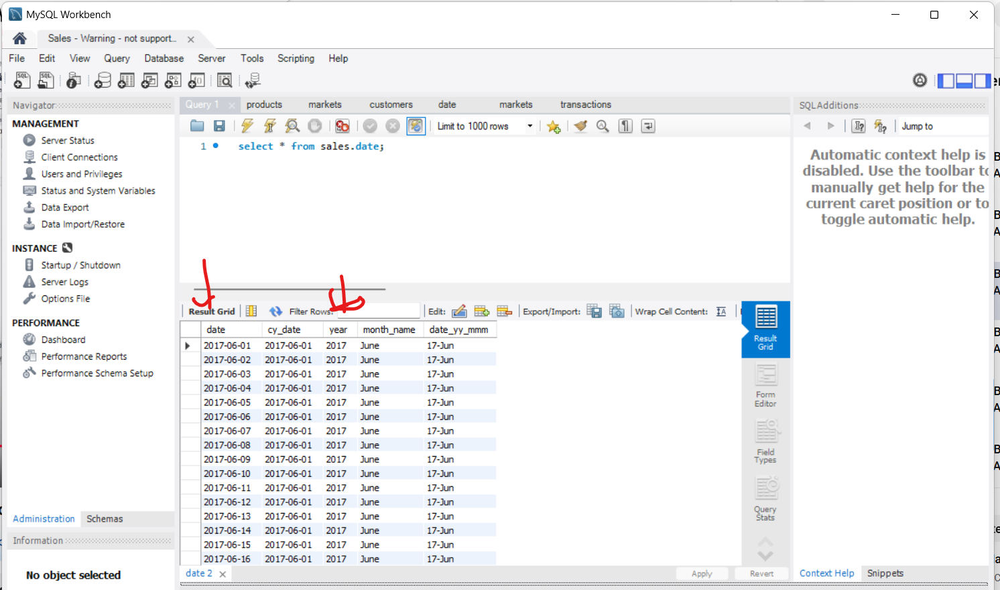 MySQL Workbench
Sales - Warning - not support...
File Edit View Query Database Server Tools Scripting Help
Navigator
MANAGEMENT
Server Status
Client Connections
Users and Privileges
Status and System Variables
Data Export
Data Import/Restore
INSTANCE
Startup / Shutdown
Server Logs
Options File
PERFORMANCE
Dashboard
Performance Reports
Performance Schema Setup
Administration Schemas
Information
No object selected
Query 1 products markets customers date markets transactions
Limit to 1000 rows
1 select * from sales.date;
Result Grid Filter Rows: Edit: Export/Import: Wrap Cell Content:
date cy_date year month_name date_yy_mmm
2017-06-01 2017-06-01 2017 June 17-Jun
2017-06-02 2017-06-01 2017 June 17-Jun
2017-06-03 2017-06-01 2017 June 17-Jun
2017-06-04 2017-06-01 2017 June 17-Jun
2017-06-05 2017-06-01 2017 June 17-Jun
2017-06-06 2017-06-01 2017 June 17-Jun
2017-06-07 2017-06-01 2017 June 17-Jun
2017-06-08 2017-06-01 2017 June 17-Jun
2017-06-09 2017-06-01 2017 June 17-Jun
2017-06-10 2017-06-01 2017 June 17-Jun
2017-06-11 2017-06-01 2017 June 17-Jun
2017-06-12 2017-06-01 2017 June 17-Jun
2017-06-13 2017-06-01 2017 June 17-Jun
2017-06-14 2017-06-01 2017 June 17-Jun
2017-06-15 2017-06-01 2017 June 17-Jun
2017-06-16 2017-06-01 2017 June 17-Jun
Result
Grid
Form
Editor
Field
Types
Query
Stats
date 2 Apply Revert
SQLAdditions
Jump to
Automatic context help is
disabled. Use the toolbar to
manually get help for the
current caret position or to
toggle automatic help.
Context Help Snippets